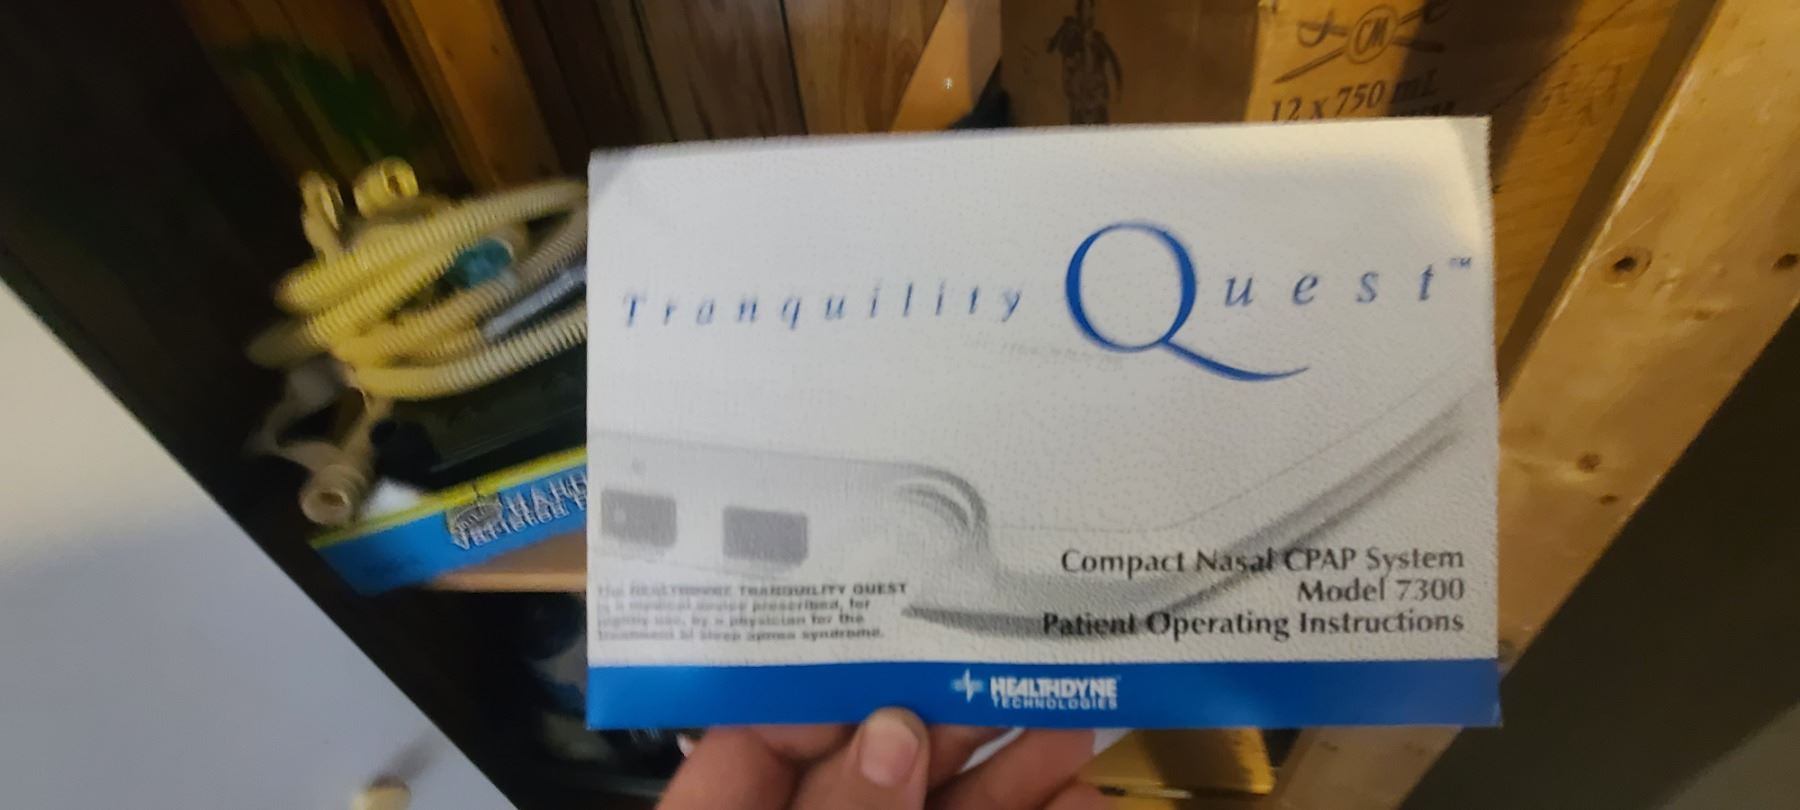 CM
12 x 750 mL
Tranquility Quest™
Compact Nasal CPAP System
Model 7300
Patient Operating Instructions
The HEALTHDYNE TRANQUILITY QUEST
is a medical device prescribed, for
nightly use, by a physician for the
treatment of sleep apnea syndrome.
HEALTHDYNE
TECHNOLOGIES